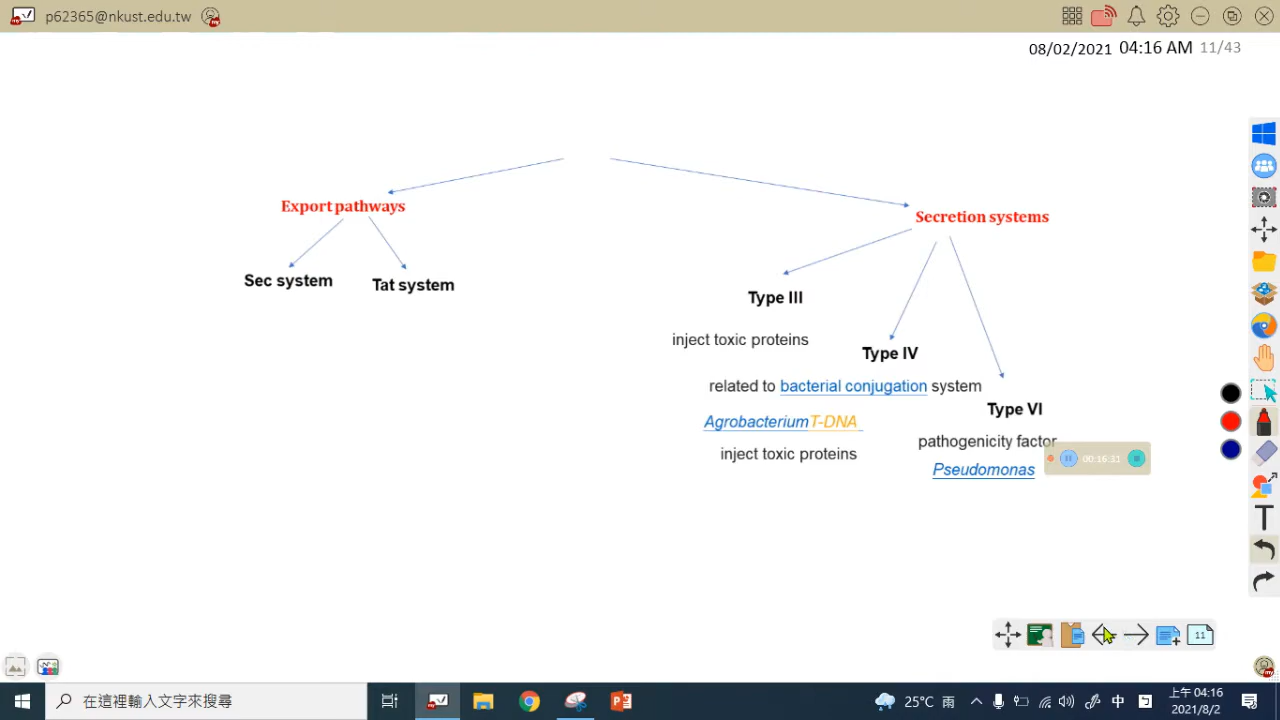 p62365@nkust.edu.tw
08/02/2021 04:16 AM 11/43
Export pathways
Secretion systems
Sec system
Tat system
Type III
inject toxic proteins
Type IV
related to bacterial conjugation system
AgrobacteriumT-DNA
inject toxic proteins
Type VI
pathogenicity factor
Pseudomonas
00:16:31
11
在這裡輸入文字來搜尋
25°C 雨
中
上午 04:16
2021/8/2